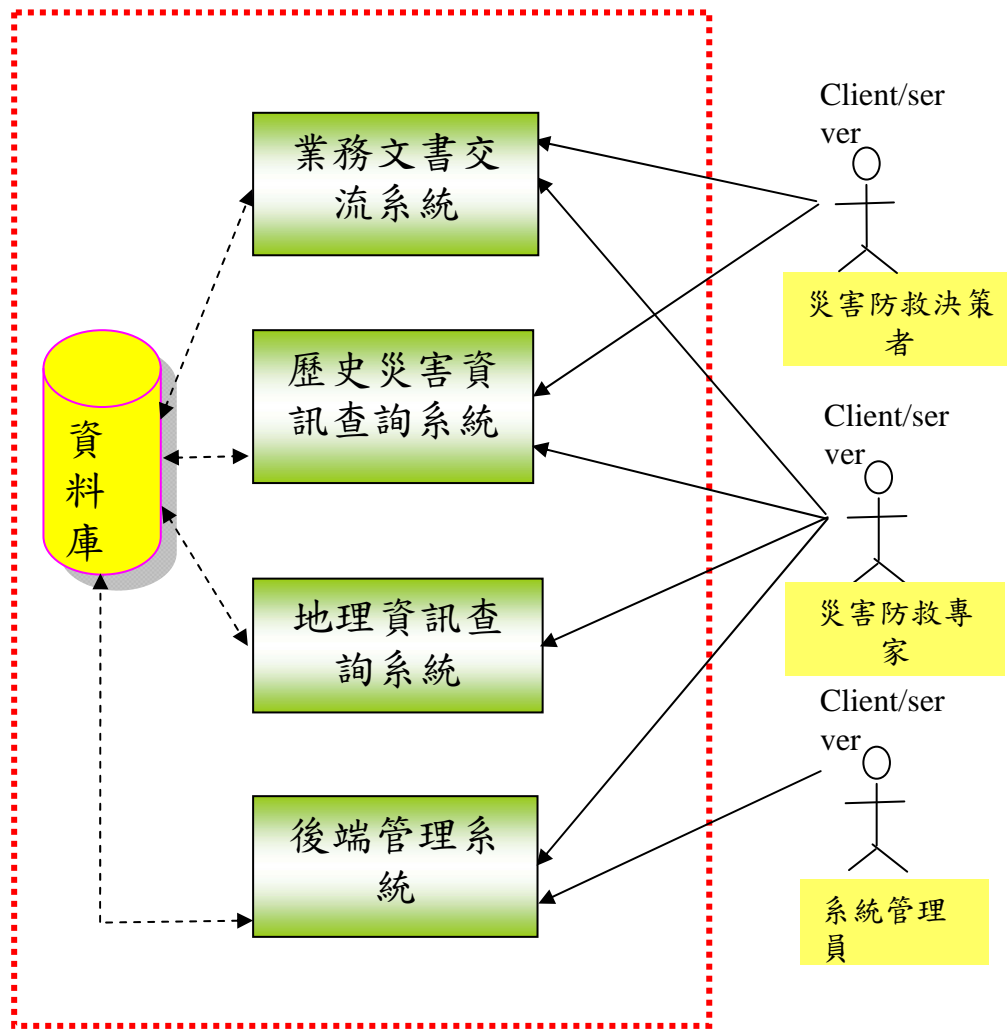 Client/ser
ver
業務文書交
流系統
災害防救決策
者
歷史災害資
訊查詢系統
Client/ser
ver
資
料
庫
災害防救專
家
地理資訊查
詢系統
Client/ser
ver
後端管理系
統
系統管理
員